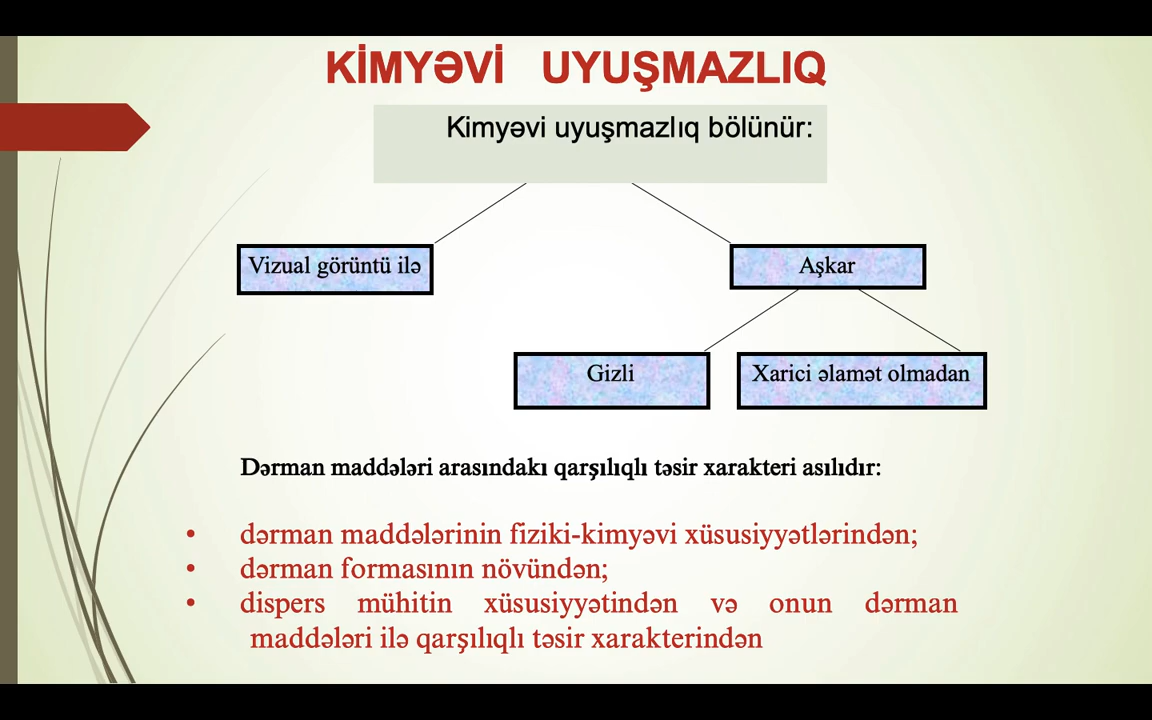 KİMYƏVİ UYUŞMAZLIQ
Kimyəvi uyuşmazlıq bölünür:
Vizual görüntü ilə
Aşkar
Gizli
Xarici əlamət olmadan
Dərman maddələri arasındakı qarşılıqlı təsir xarakteri asılıdır:
• dərman maddələrinin fiziki-kimyəvi xüsusiyyətlərindən;
• dərman formasının növündən;
• dispers mühitin xüsusiyyətindən və onun dərman
maddələri ilə qarşılıqlı təsir xarakterindən